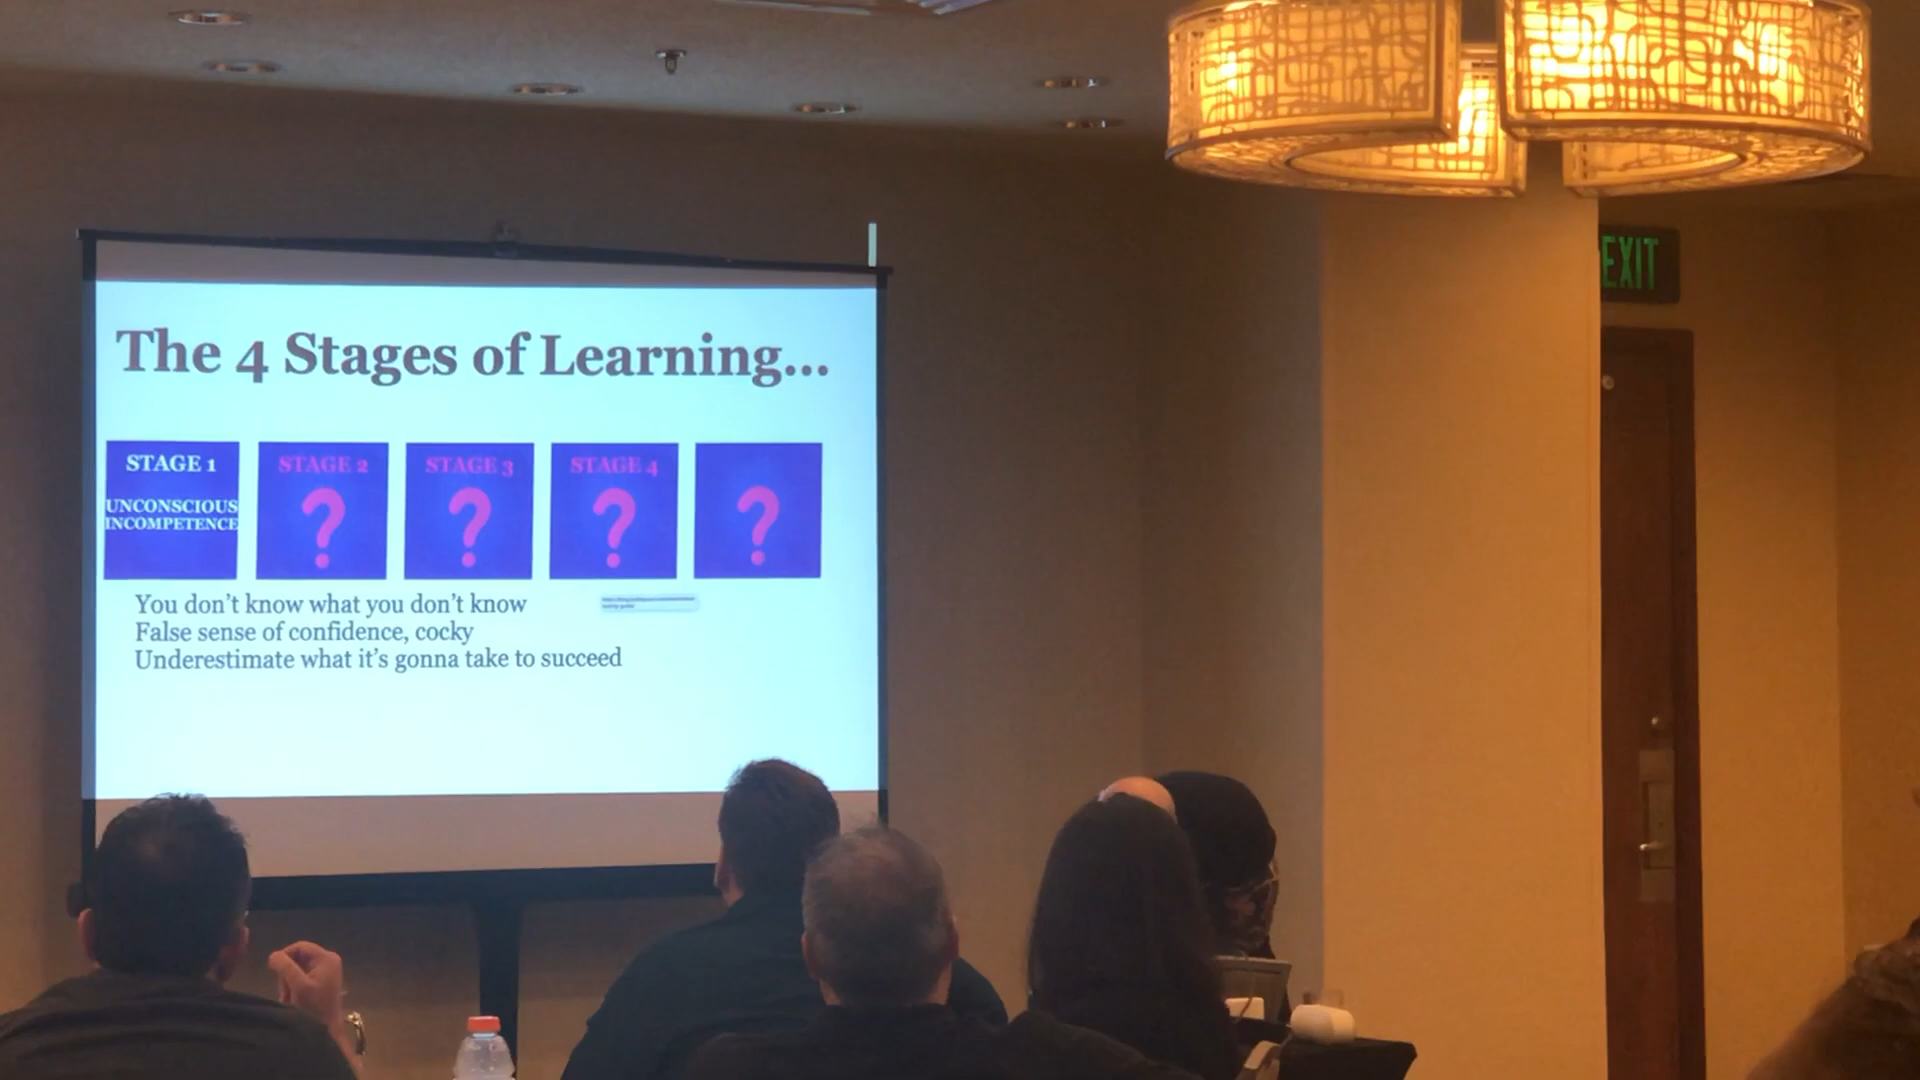 The 4 Stages of Learning...
STAGE 1
UNCONSCIOUS
INCOMPETENCE
STAGE 2
?
STAGE 3
?
STAGE 4
?
?
You don't know what you don't know
False sense of confidence, cocky
Underestimate what it's gonna take to succeed
EXIT